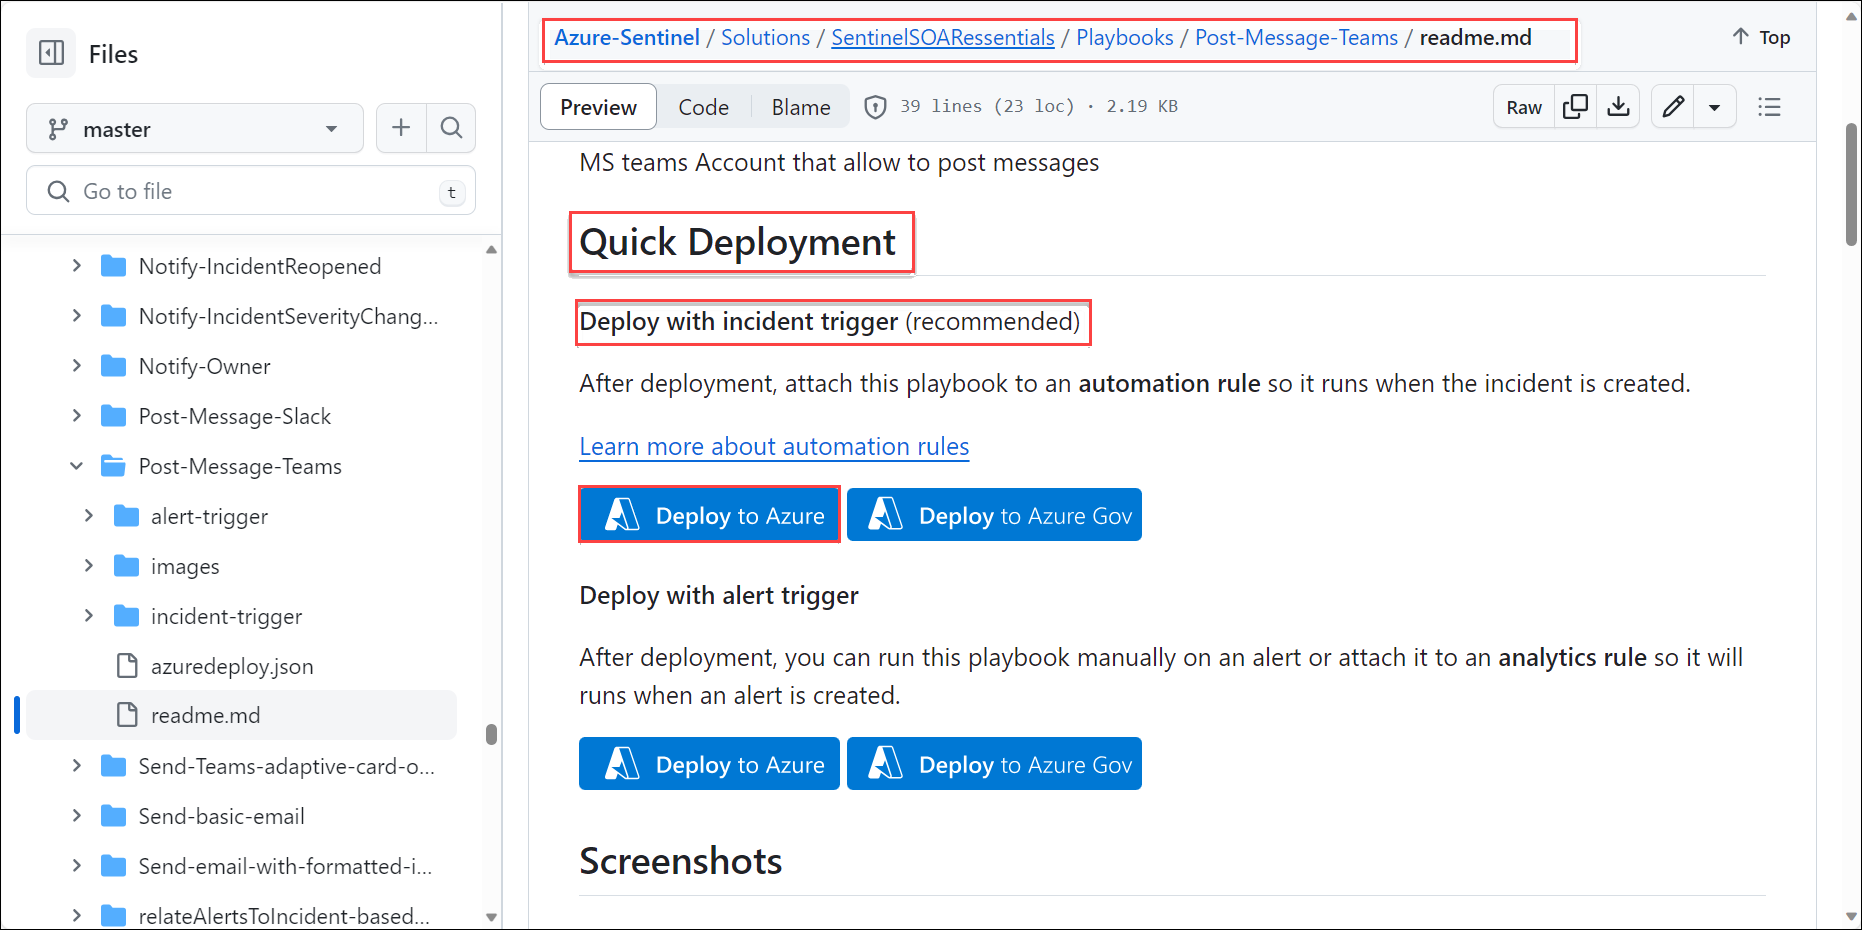 Files
master
Go to file
t
Notify-IncidentReopened
Notify-IncidentSeverityChang...
Notify-Owner
Post-Message-Slack
Post-Message-Teams
alert-trigger
images
incident-trigger
azuredeploy.json
readme.md
Send-Teams-adaptive-card-o...
Send-basic-email
Send-email-with-formatted-i...
relateAlertsToIncident-based...
Azure-Sentinel / Solutions / SentinelSOARessentials / Playbooks / Post-Message-Teams / readme.md
Top
Preview Code Blame 39 lines (23 loc) · 2.19 KB
Raw
MS teams Account that allow to post messages
Quick Deployment
Deploy with incident trigger (recommended)
After deployment, attach this playbook to an automation rule so it runs when the incident is created.
Learn more about automation rules
Deploy to Azure Deploy to Azure Gov
Deploy with alert trigger
After deployment, you can run this playbook manually on an alert or attach it to an analytics rule so it will
runs when an alert is created.
Deploy to Azure Deploy to Azure Gov
Screenshots